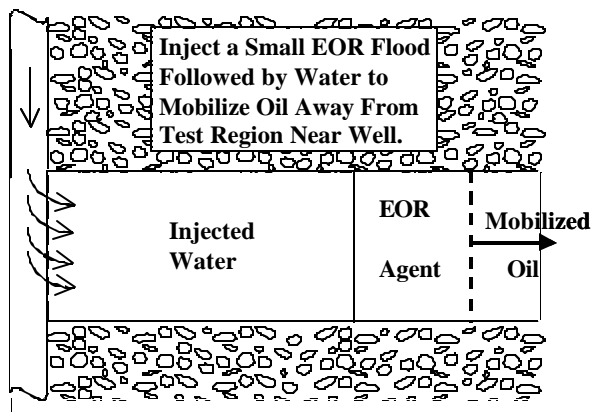 Inject a Small EOR Flood
Followed by Water to
Mobilize Oil Away From
Test Region Near Well.
Injected
Water
EOR
Agent
Mobilized
Oil